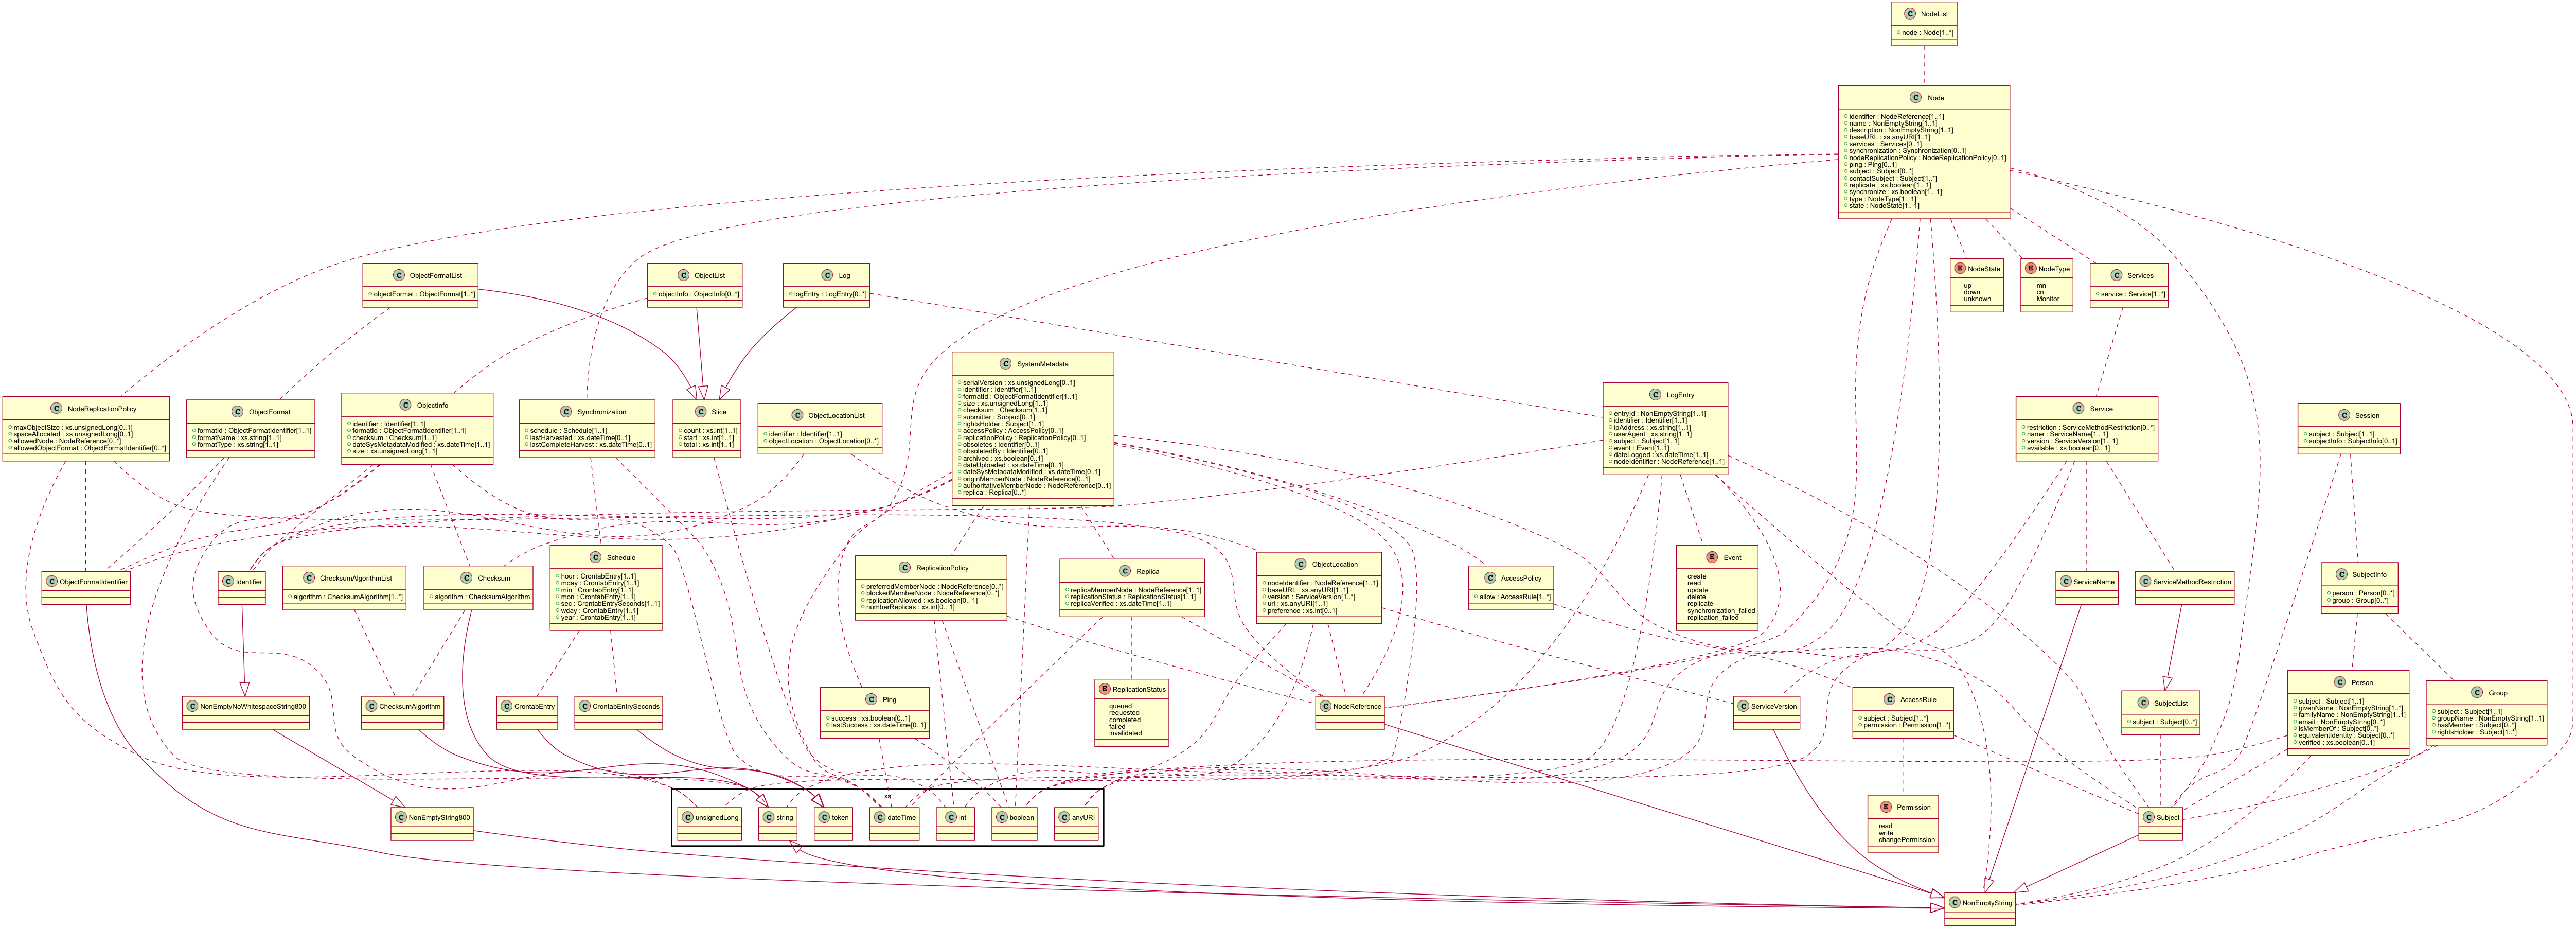 C NodeList
node : Node[1..*]
C Node
identifier : NodeReference[1..1]
name : NonEmptyString[1..1]
description : NonEmptyString[1..1]
baseURL : xs.anyURI[1..1]
services : Services[0..1]
synchronization : Synchronization[0..1]
nodeReplicationPolicy : NodeReplicationPolicy[0..1]
ping : Ping[0..1]
subject : Subject[0..*]
contactSubject : Subject[1..*]
replicate : xs.boolean[1.. 1]
synchronize : xs.boolean[1.. 1]
type : NodeType[1.. 1]
state : NodeState[1.. 1]
C ObjectFormatList
objectFormat : ObjectFormat[1..*]
C ObjectList
objectInfo : ObjectInfo[0..*]
C Log
logEntry : LogEntry[0..*]
E NodeState
up
down
unknown
E NodeType
mn
cn
Monitor
C Services
service : Service[1..*]
C NodeReplicationPolicy
maxObjectSize : xs.unsignedLong[0..1]
spaceAllocated : xs.unsignedLong[0..1]
allowedNode : NodeReference[0..*]
allowedObjectFormat : ObjectFormatIdentifier[0..*]
C ObjectFormat
formatId : ObjectFormatIdentifier[1..1]
formatName : xs.string[1..1]
formatType : xs.string[1..1]
C ObjectInfo
identifier : Identifier[1..1]
formatId : ObjectFormatIdentifier[1..1]
checksum : Checksum[1..1]
dateSysMetadataModified : xs.dateTime[1..1]
size : xs.unsignedLong[1..1]
C Synchronization
schedule : Schedule[1..1]
lastHarvested : xs.dateTime[0..1]
lastCompleteHarvest : xs.dateTime[0..1]
C Slice
count : xs.int[1..1]
start : xs.int[1..1]
total : xs.int[1..1]
C ObjectLocationList
identifier : Identifier[1..1]
objectLocation : ObjectLocation[0..*]
C SystemMetadata
serialVersion : xs.unsignedLong[0..1]
identifier : Identifier[1..1]
formatId : ObjectFormatIdentifier[1..1]
size : xs.unsignedLong[1..1]
checksum : Checksum[1..1]
submitter : Subject[0..1]
rightsHolder : Subject[1..1]
accessPolicy : AccessPolicy[0..1]
replicationPolicy : ReplicationPolicy[0..1]
obsoletes : Identifier[0..1]
obsoletedBy : Identifier[0..1]
archived : xs.boolean[0..1]
dateUploaded : xs.dateTime[0..1]
dateSysMetadataModified : xs.dateTime[0..1]
originMemberNode : NodeReference[0..1]
authoritativeMemberNode : NodeReference[0..1]
replica : Replica[0..*]
C LogEntry
entryId : NonEmptyString[1..1]
identifier : Identifier[1..1]
ipAddress : xs.string[1..1]
userAgent : xs.string[1..1]
subject : Subject[1..1]
event : Event[1..1]
dateLogged : xs.dateTime[1..1]
nodeIdentifier : NodeReference[1..1]
C Service
restriction : ServiceMethodRestriction[0..*]
name : ServiceName[1.. 1]
version : ServiceVersion[1.. 1]
available : xs.boolean[0.. 1]
C Session
subject : Subject[1..1]
subjectInfo : SubjectInfo[0..1]
C ObjectFormatIdentifier
C Identifier
C ChecksumAlgorithmList
algorithm : ChecksumAlgorithm[1..*]
C Checksum
algorithm : ChecksumAlgorithm
C Schedule
hour : CrontabEntry[1..1]
mday : CrontabEntry[1..1]
min : CrontabEntry[1..1]
mon : CrontabEntry[1..1]
sec : CrontabEntrySeconds[1..1]
wday : CrontabEntry[1..1]
year : CrontabEntry[1..1]
C ReplicationPolicy
preferredMemberNode : NodeReference[0..*]
blockedMemberNode : NodeReference[0..*]
replicationAllowed : xs.boolean[0.. 1]
numberReplicas : xs.int[0.. 1]
C Replica
replicaMemberNode : NodeReference[1..1]
replicationStatus : ReplicationStatus[1..1]
replicaVerified : xs.dateTime[1..1]
C ObjectLocation
nodeIdentifier : NodeReference[1..1]
baseURL : xs.anyURI[1..1]
version : ServiceVersion[1..*]
url : xs.anyURI[1..1]
preference : xs.int[0..1]
C AccessPolicy
allow : AccessRule[1..*]
E Event
create
read
update
delete
replicate
synchronization_failed
replication_failed
C ServiceName
C ServiceMethodRestriction
C SubjectInfo
person : Person[0..*]
group : Group[0..*]
C NonEmptyNoWhitespaceString800
C ChecksumAlgorithm
C CrontabEntry
C CrontabEntrySeconds
C Ping
success : xs.boolean[0..1]
lastSuccess : xs.dateTime[0..1]
E ReplicationStatus
queued
requested
completed
failed
invalidated
C NodeReference
C ServiceVersion
C AccessRule
subject : Subject[1..*]
permission : Permission[1..*]
C SubjectList
subject : Subject[0..*]
C Person
subject : Subject[1..1]
givenName : NonEmptyString[1..*]
familyName : NonEmptyString[1..1]
email : NonEmptyString[0..*]
isMemberOf : Subject[0..*]
equivalentIdentity : Subject[0..*]
verified : xs.boolean[0..1]
C Group
subject : Subject[1..1]
groupName : NonEmptyString[1..1]
hasMember : Subject[0..*]
rightsHolder : Subject[1..*]
C NonEmptyString800
xs
C unsignedLong
C string
C token
C dateTime
C int
C boolean
C anyURI
E Permission
read
write
changePermission
C Subject
C NonEmptyString